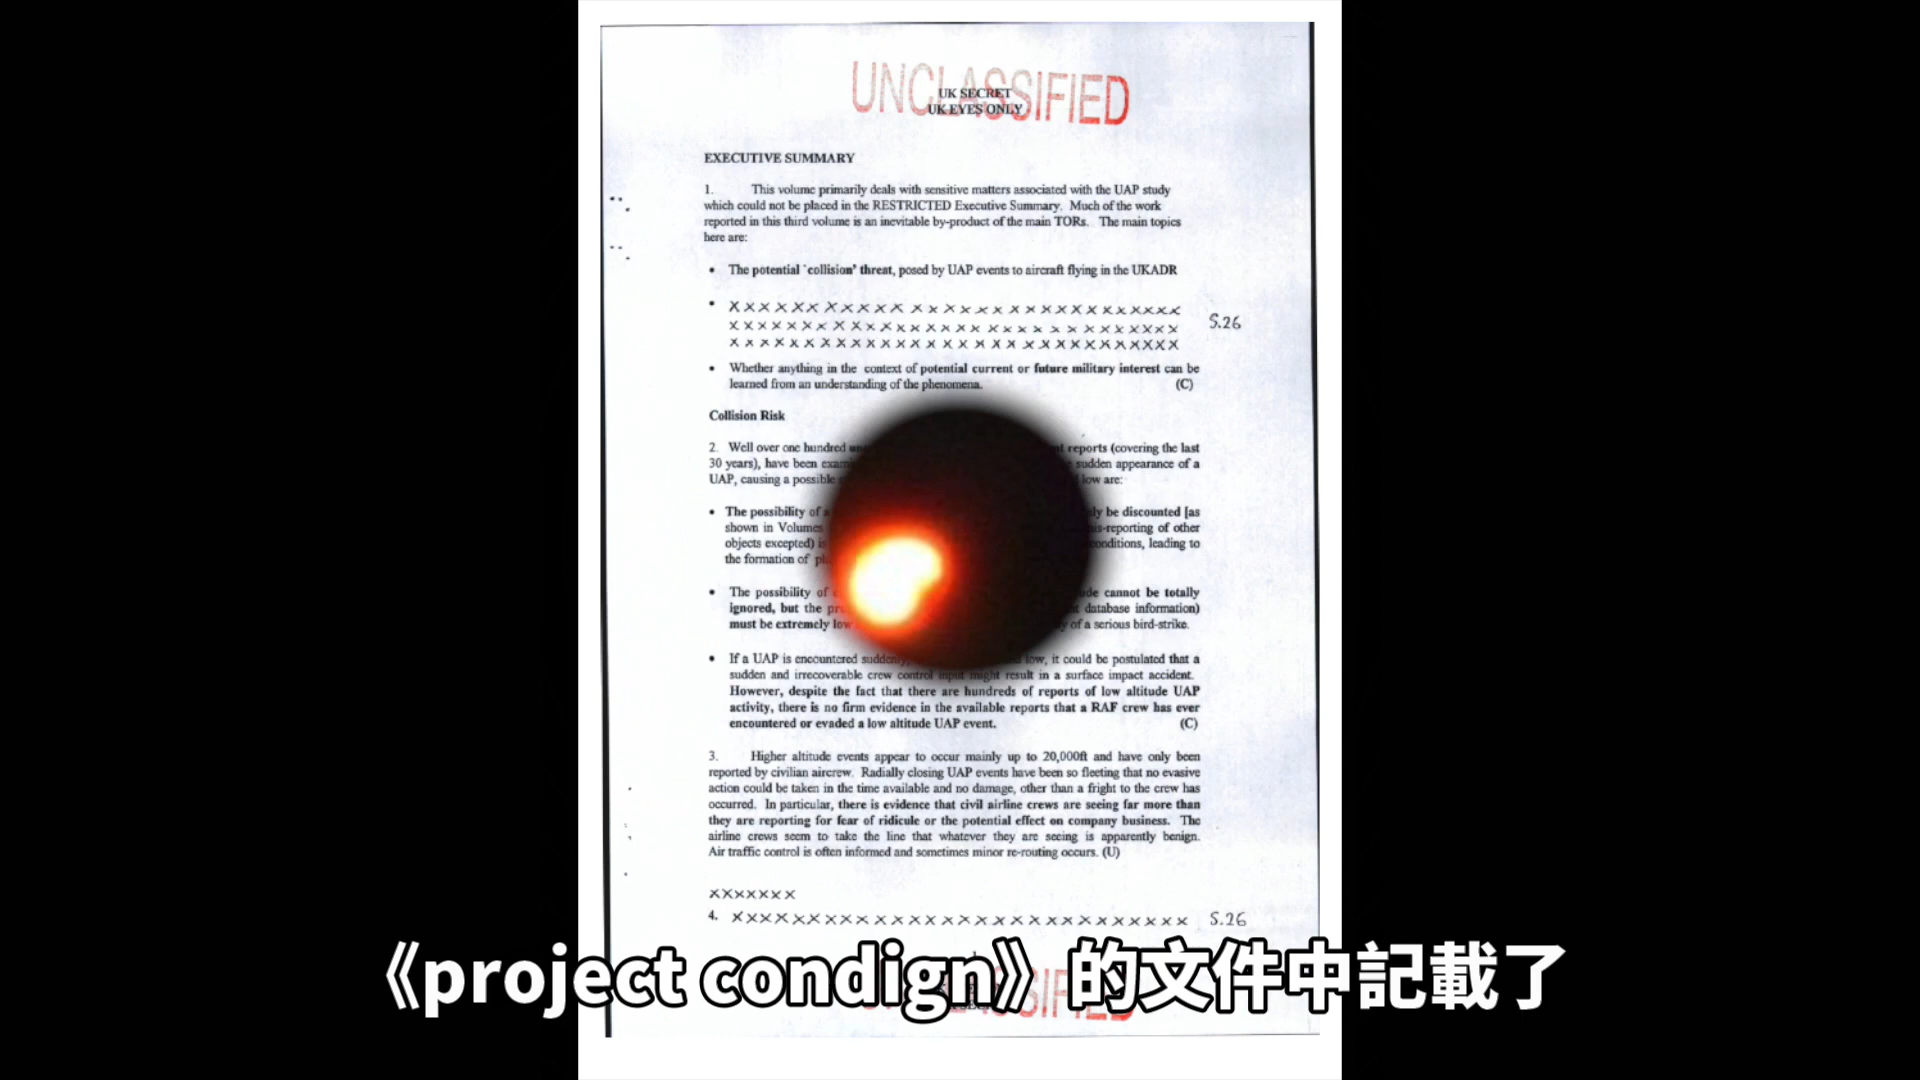 UNCLASSIFIED
UK SECRET
UK EYES ONLY
EXECUTIVE SUMMARY
1. This volume primarily deals with sensitive matters associated with the UAP study
which could not be placed in the RESTRICTED Executive Summary. Much of the work
reported in this third volume is an inevitable by-product of the main TORs. The main topics
here are:
• The potential `collision' threat, posed by UAP events to aircraft flying in the UKADR
S.26
• Whether anything in the context of potential current or future military interest can be
learned from an understanding of the phenomena. (C)
Collision Risk
2. Well over one hundred reports (covering the last
30 years), have been sudden appearance of a
UAP, causing a possible low are:
• The possibility of be discounted [as
shown in Volumes mis-reporting of other
objects excepted) conditions, leading to
the formation of
• The possibility of cannot be totally
ignored, but the database information)
must be extremely low of a serious bird-strike.
• If a UAP is encountered suddenly, low, it could be postulated that a
sudden and irrecoverable crew control input might result in a surface impact accident.
However, despite the fact that there are hundreds of reports of low altitude UAP
activity, there is no firm evidence in the available reports that a RAF crew has ever
encountered or evaded a low altitude UAP event. (C)
3. Higher altitude events appear to occur mainly up to 20,000ft and have only been
reported by civilian aircrew. Radially closing UAP events have been so fleeting that no evasive
action could be taken in the time available and no damage, other than a fright to the crew has
occurred. In particular, there is evidence that civil airline crews are seeing far more than
they are reporting for fear of ridicule or the potential effect on company business. The
airline crews seem to take the line that whatever they are seeing is apparently benign.
Air traffic control is often informed and sometimes minor re-routing occurs. (U)
XXXXXXX
4. S.26
《project condign》的文件中記載了